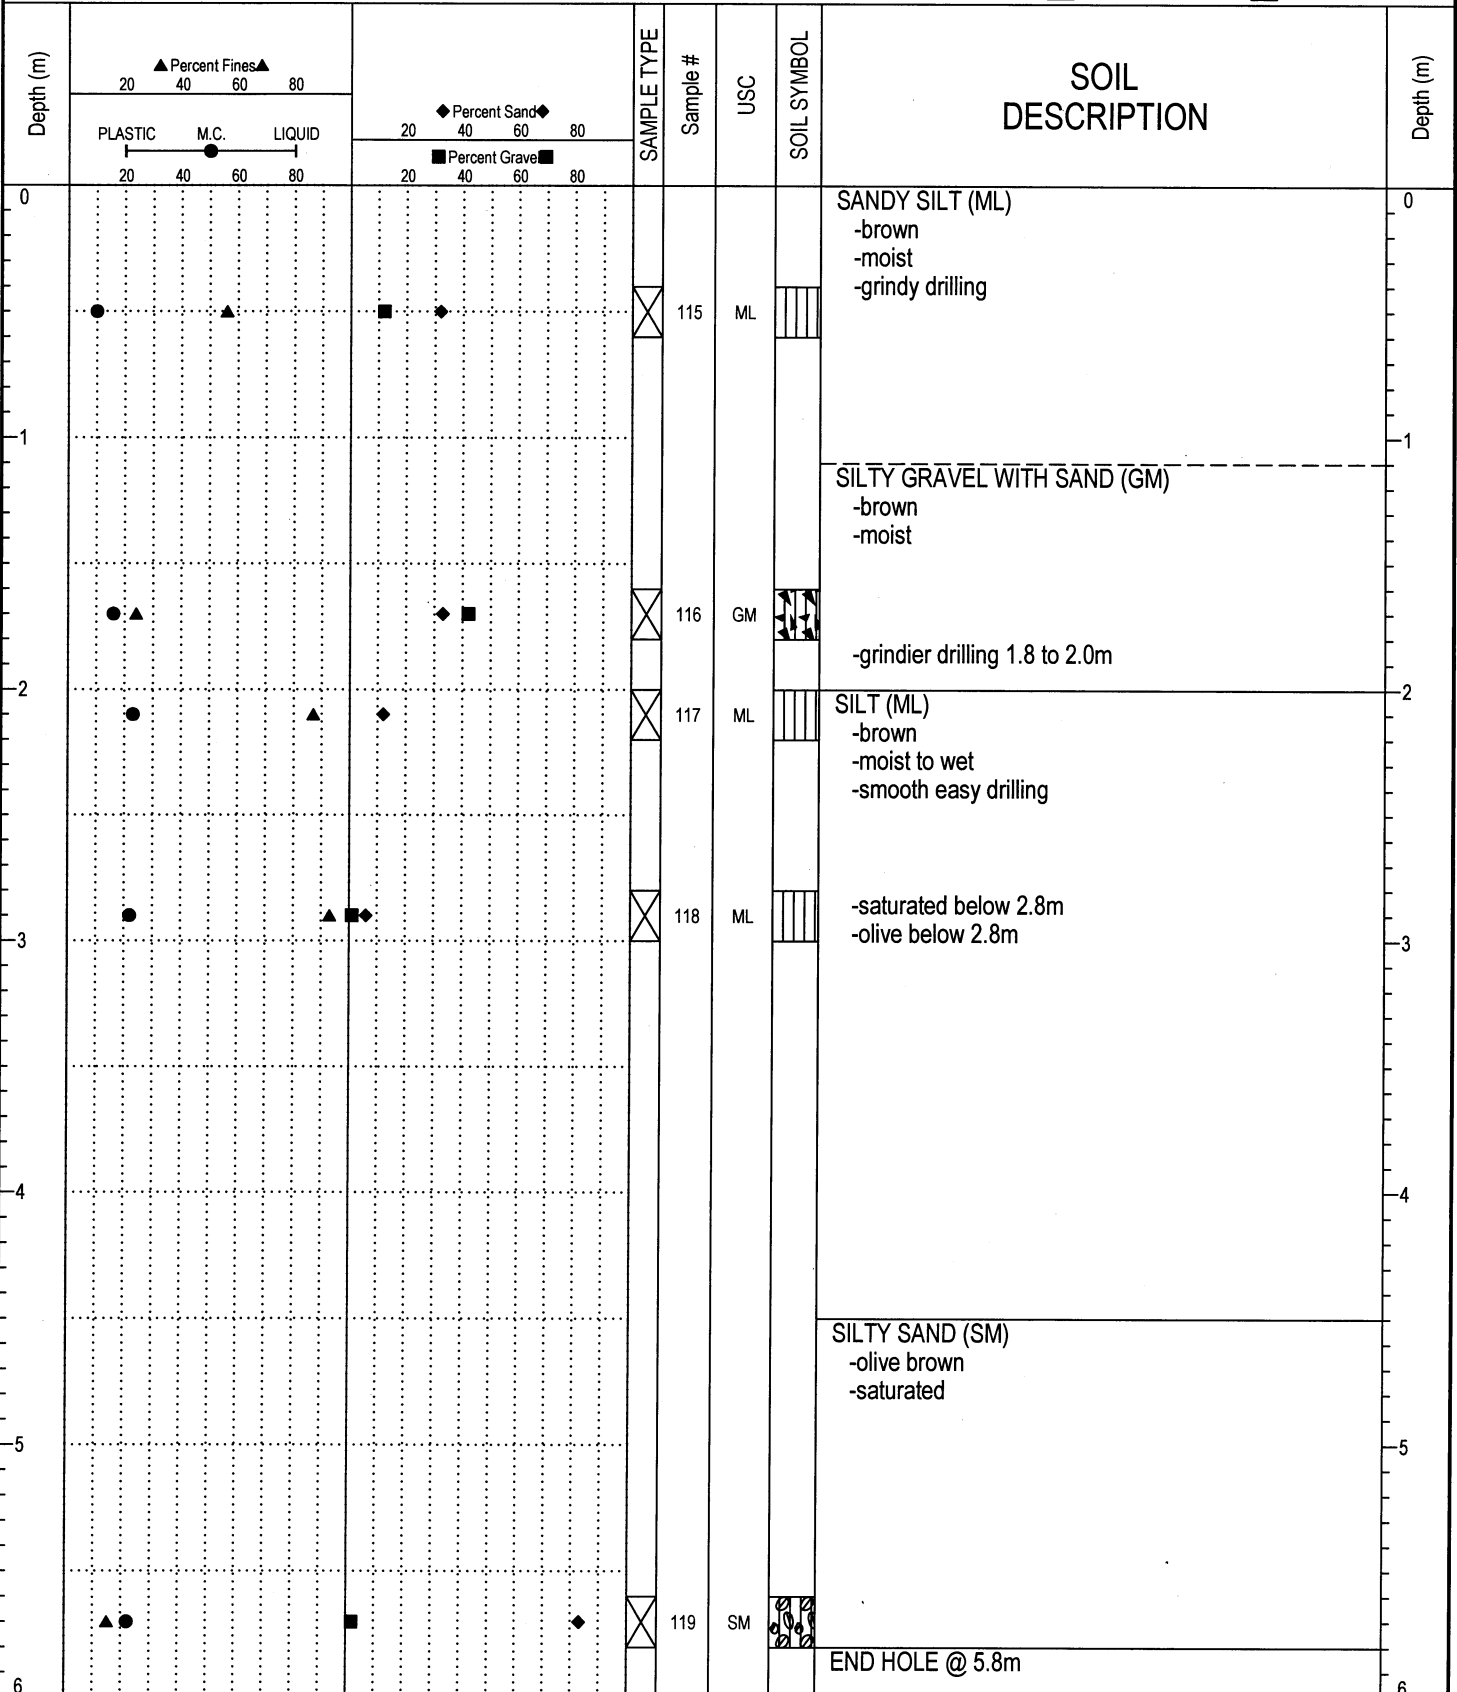 Depth (m)
▲ Percent Fines ▲
20 40 60 80
PLASTIC M.C. LIQUID
20 40 60 80
◆ Percent Sand ◆
20 40 60 80
■ Percent Gravel ■
20 40 60 80
SAMPLE TYPE
Sample #
USC
SOIL SYMBOL
SOIL
DESCRIPTION
Depth (m)
0 0
SANDY SILT (ML)
-brown
-moist
-grindy drilling
115 ML
1 1
SILTY GRAVEL WITH SAND (GM)
-brown
-moist
116 GM
-grindier drilling 1.8 to 2.0m
2 2
SILT (ML)
117 ML
-brown
-moist to wet
-smooth easy drilling
118 ML
-saturated below 2.8m
-olive below 2.8m
3 3
4 4
SILTY SAND (SM)
-olive brown
-saturated
5 5
119 SM
END HOLE @ 5.8m
6 6